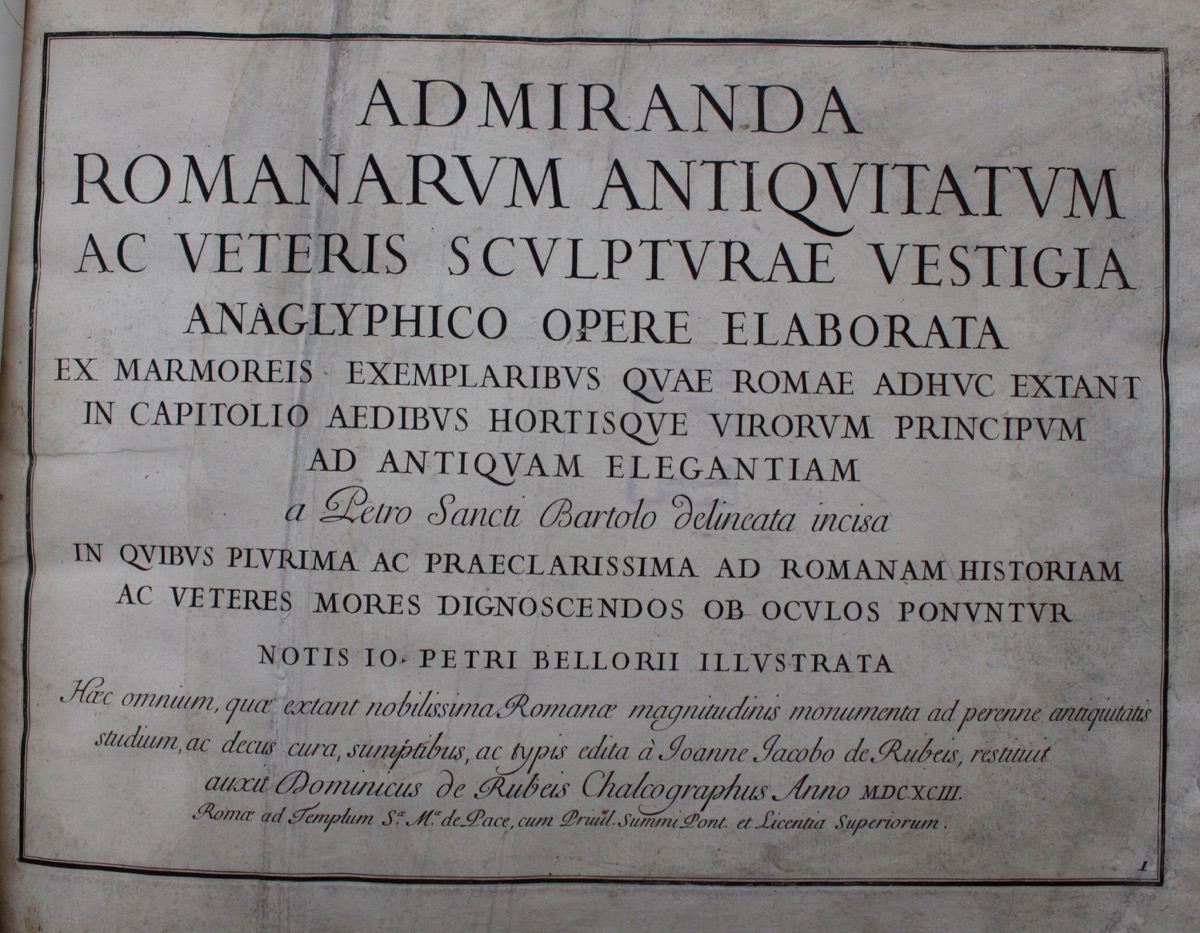 ADMIRANDA
ROMANARVM ANTIQVITATVM
AC VETERIS SCVLPTVRAE VESTIGIA
ANAGLYPHICO OPERE ELABORATA
EX MARMOREIS EXEMPLARIBVS QVAE ROMAE ADHVC EXTANT
IN CAPITOLIO AEDIBVS HORTISQVE VIRORVM PRINCIPVM
AD ANTIQVAM ELEGANTIAM
a Petro Sancti Bartolo delineata incisa
IN QVIBVS PLVRIMA AC PRAECLARISSIMA AD ROMANAM HISTORIAM
AC VETERES MORES DIGNOSCENDOS OB OCVLOS PONVNTVR
NOTIS IO. PETRI BELLORII ILLVSTRATA
Hæc omnium, quæ extant nobilissima Romanæ magnitudinis monumenta ad perenne antiquitatis
studium, ac decus cura, sumptibus, ac typis edita à Ioanne Iacobo de Rubeis, restituit
auxit Dominicus de Rubeis Chalcographus Anno MDCXCIII.
Romæ ad Templum S.æ M.æ de Pace, cum Priuil. Summi Pont. et Licentia Superiorum.
1